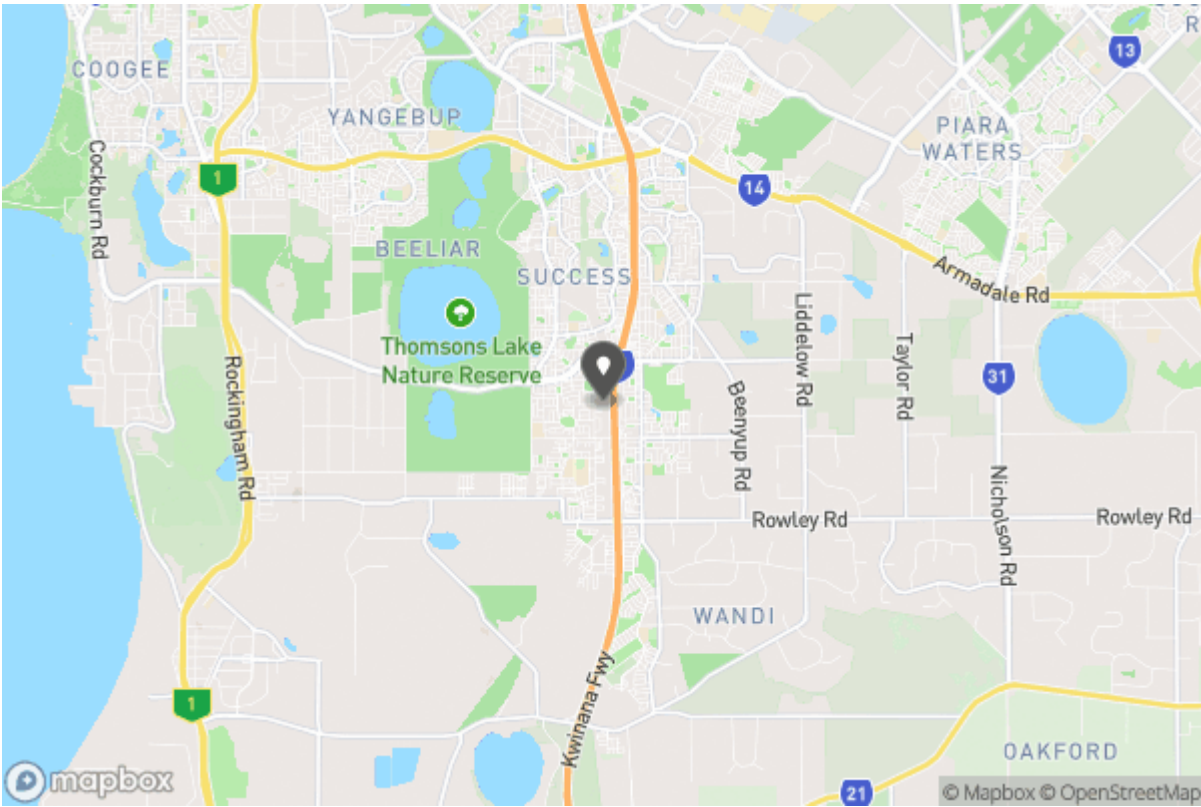 COOGEE
13
R
YANGEBUP
PIARA
WATERS
Cockburn Rd
1
14
BEELIAR
SUCCESS
Armadale Rd
Thomsons Lake
Nature Reserve
Liddelow Rd
Taylor Rd
31
Rockingham Rd
Beenyup Rd
Nicholson Rd
Rowley Rd
Rowley Rd
WANDI
Kwinana Fwy
1
OAKFORD
mapbox
21
© Mapbox © OpenStreetMap